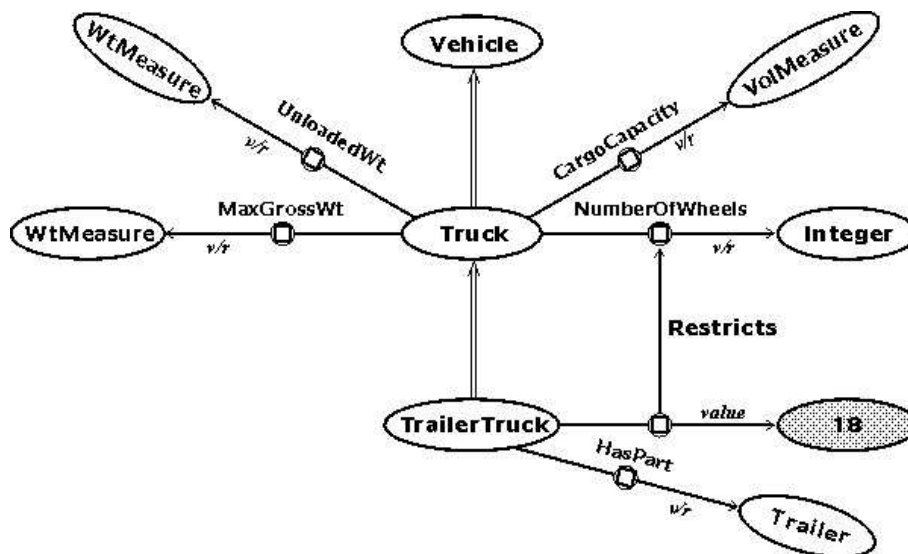 WtMeasure
Vehicle
VolMeasure
UnloadedWt
v/r
CargoCapacity
v/r
MaxGrossWt
NumberOfWheels
WtMeasure
v/r
Truck
v/r
Integer
Restricts
TrailerTruck
value
18
HasPart
v/r
Trailer